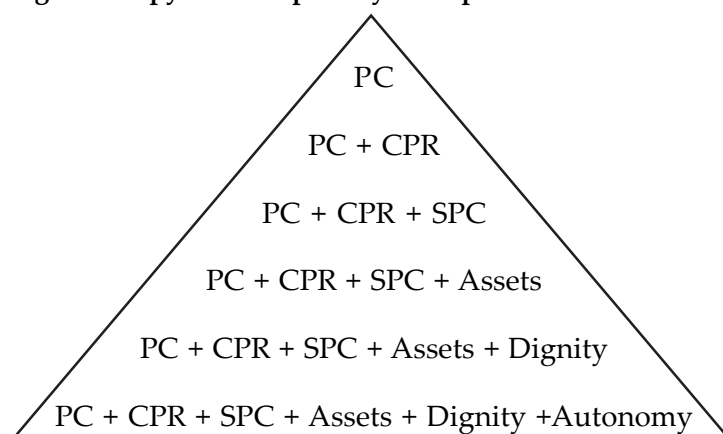 PC
PC + CPR
PC + CPR + SPC
PC + CPR + SPC + Assets
PC + CPR + SPC + Assets + Dignity
PC + CPR + SPC + Assets + Dignity +Autonomy